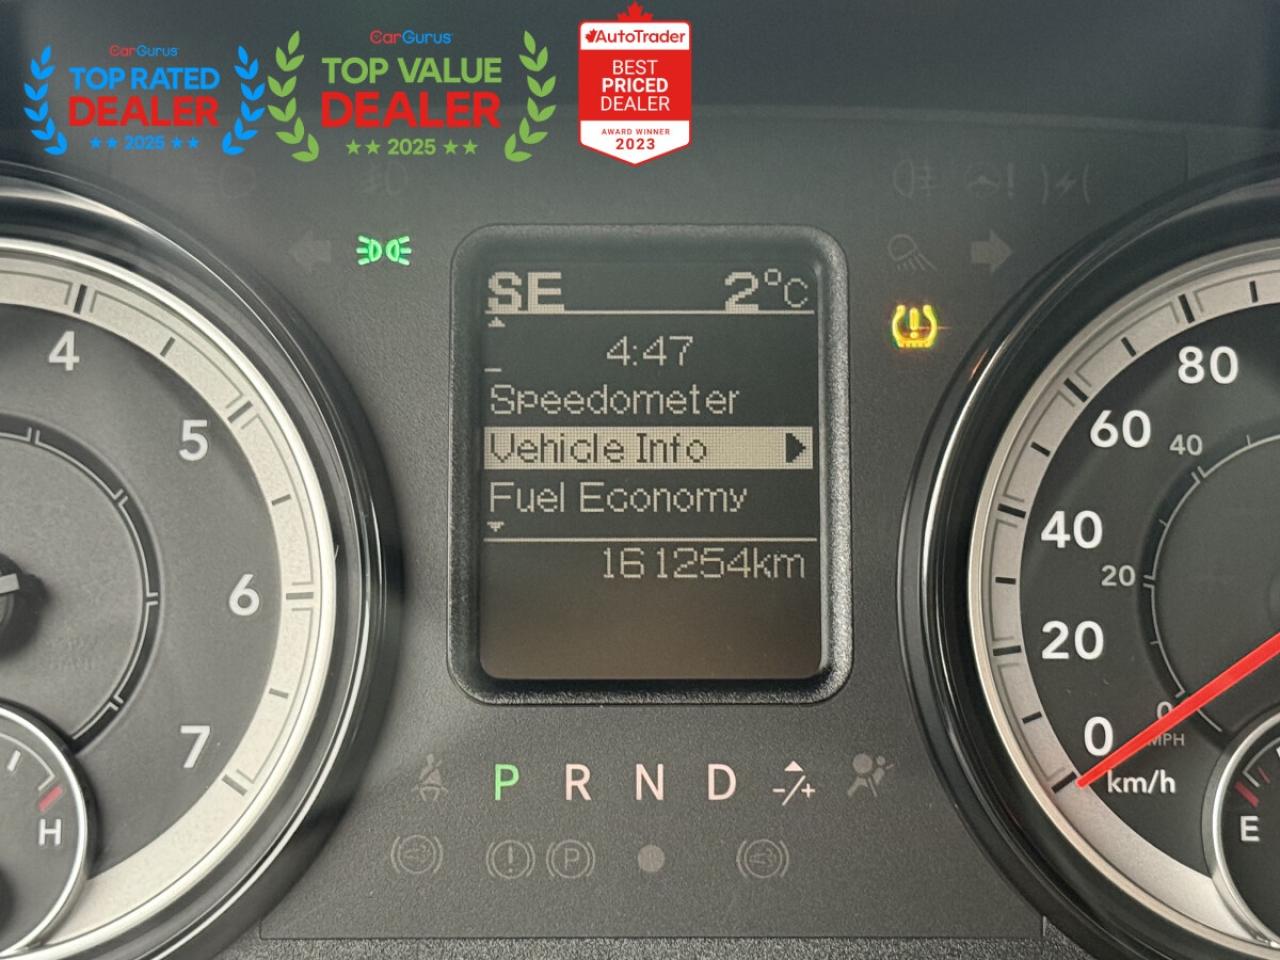 CarGurus
TOP RATED
DEALER
★★ 2025 ★★
CarGurus
TOP VALUE
DEALER
★★ 2025 ★★
AutoTrader
BEST
PRICED
DEALER
AWARD WINNER
2023
SE 2°C
4:47
Speedometer
Vehicle Info
Fuel Economy
161254km
4
5
6
7
H
80
60
40
40
20
20
0
0
MPH
km/h
E
P R N D -/+
P